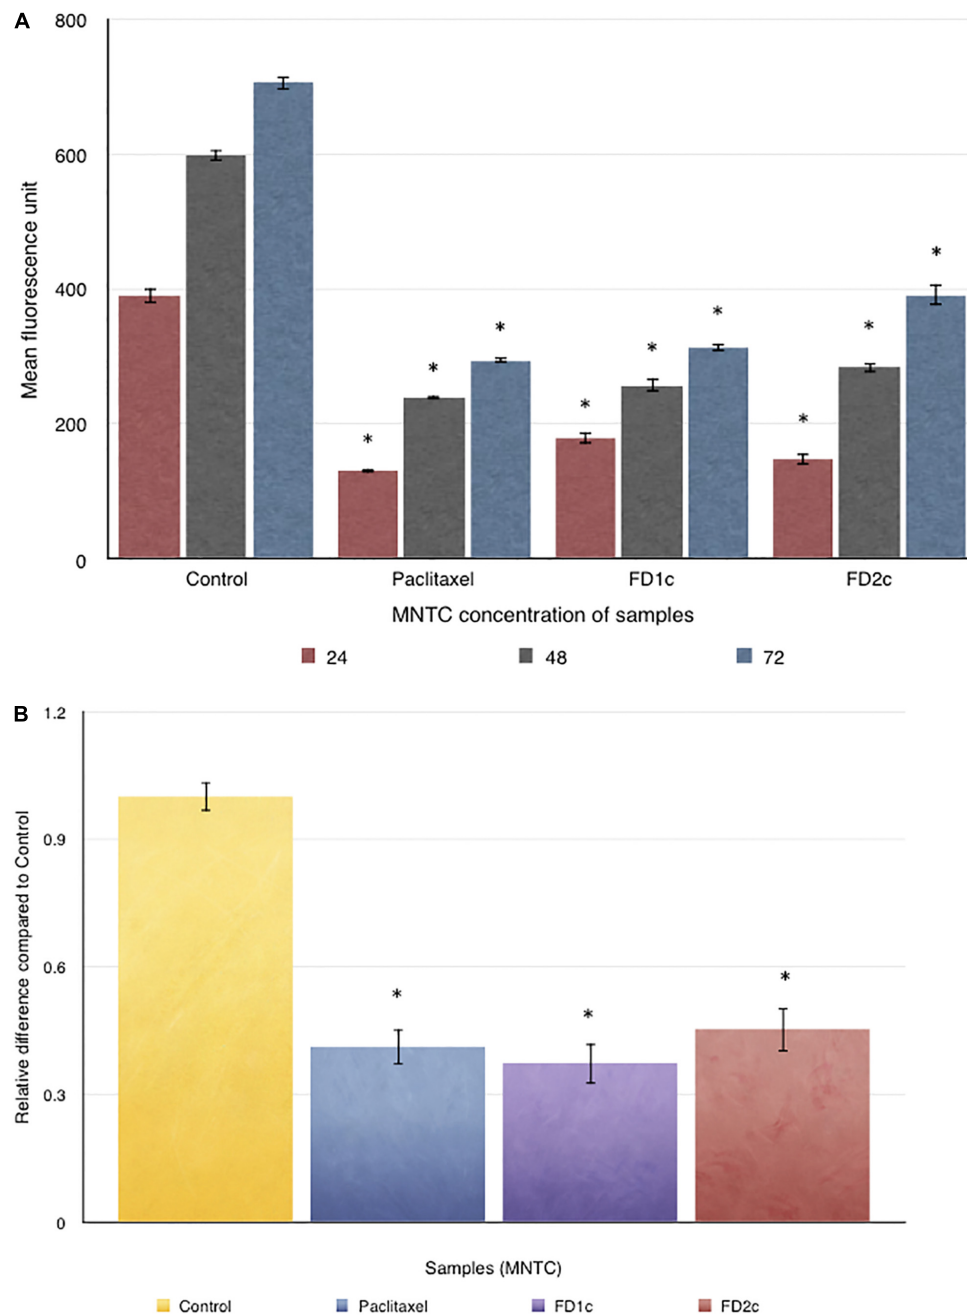 A
800
600
400
200
0
Mean fluorescence unit
*
*
*
*
*
*
*
*
*
Control Paclitaxel FD1c FD2c
MNTC concentration of samples
24 48 72
B
1.2
0.9
0.6
0.3
0
Relative difference compared to Control
*
*
*
Samples (MNTC)
Control Paclitaxel FD1c FD2c